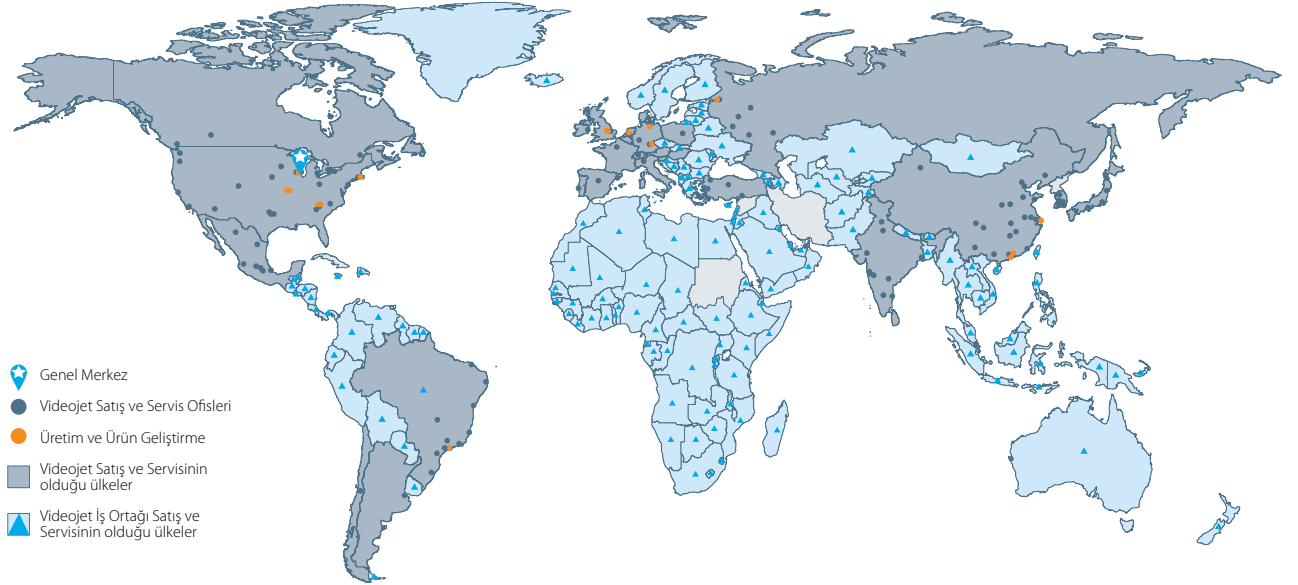 Genel Merkez
Videojet Satış ve Servis Ofisleri
Üretim ve Ürün Geliştirme
Videojet Satış ve Servisinin
olduğu ülkeler
Videojet İş Ortağı Satış ve
Servisinin olduğu ülkeler